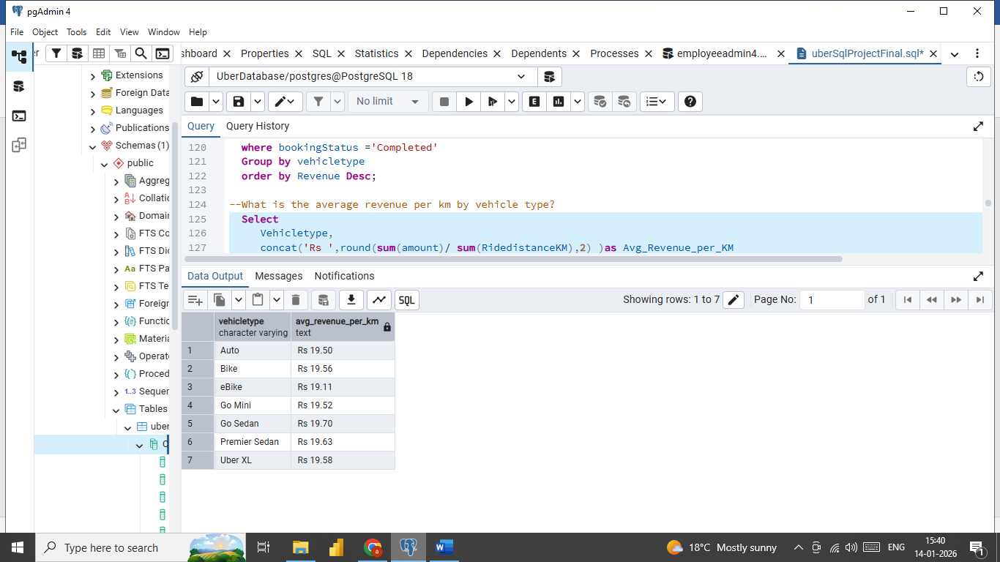 pgAdmin 4
File Object Tools Edit View Window Help
er
shboard Properties SQL Statistics Dependencies Dependents Processes employeeadmin4.... uberSqlProjectFinal.sql*
UberDatabase/postgres@PostgreSQL 18
No limit
E
Query Query History
Extensions
Foreign Data
Languages
Publications
Schemas (1)
public
Aggreg
Collatic
Domain
FTS Co
FTS Dic
Aa FTS Pa
FTS Te
Foreign
Functic
Materia
Operat
Proced
1..3 Sequer
Tables
uber
C
120 where bookingStatus ='Completed'
121 Group by vehicletype
122 order by Revenue Desc;
123
124 --What is the average revenue per km by vehicle type?
125 Select
126 Vehicletype,
127 concat('Rs ',round(sum(amount)/ sum(RidedistanceKM),2) )as Avg_Revenue_per_KM
Data Output Messages Notifications
SQL Showing rows: 1 to 7 Page No: 1 of 1
vehicletype avg_revenue_per_km
character varying text
1 Auto Rs 19.50
2 Bike Rs 19.56
3 eBike Rs 19.11
4 Go Mini Rs 19.52
5 Go Sedan Rs 19.70
6 Premier Sedan Rs 19.63
7 Uber XL Rs 19.58
Type here to search
18°C Mostly sunny
ENG
15:40
14-01-2026
1